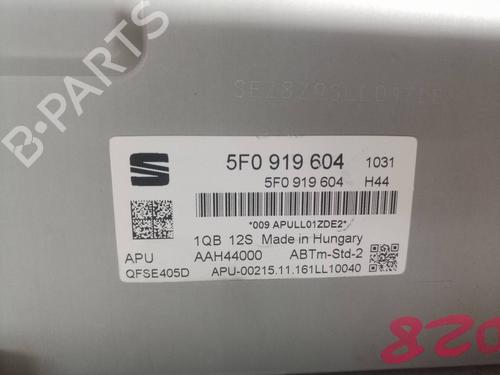 5F0 919 604 1031
5F0 919 604 H44
*009 APULL01ZDE2*
1QB 12S Made in Hungary
APU AAH44000 ABTm-Std-2
QFSE405D APU-00215.11.161LL10040
820
B-PARTS